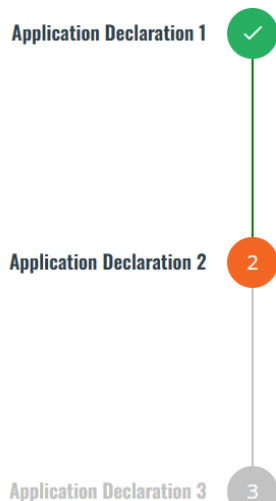 Application Declaration 1
Application Declaration 2
2
Application Declaration 3
3